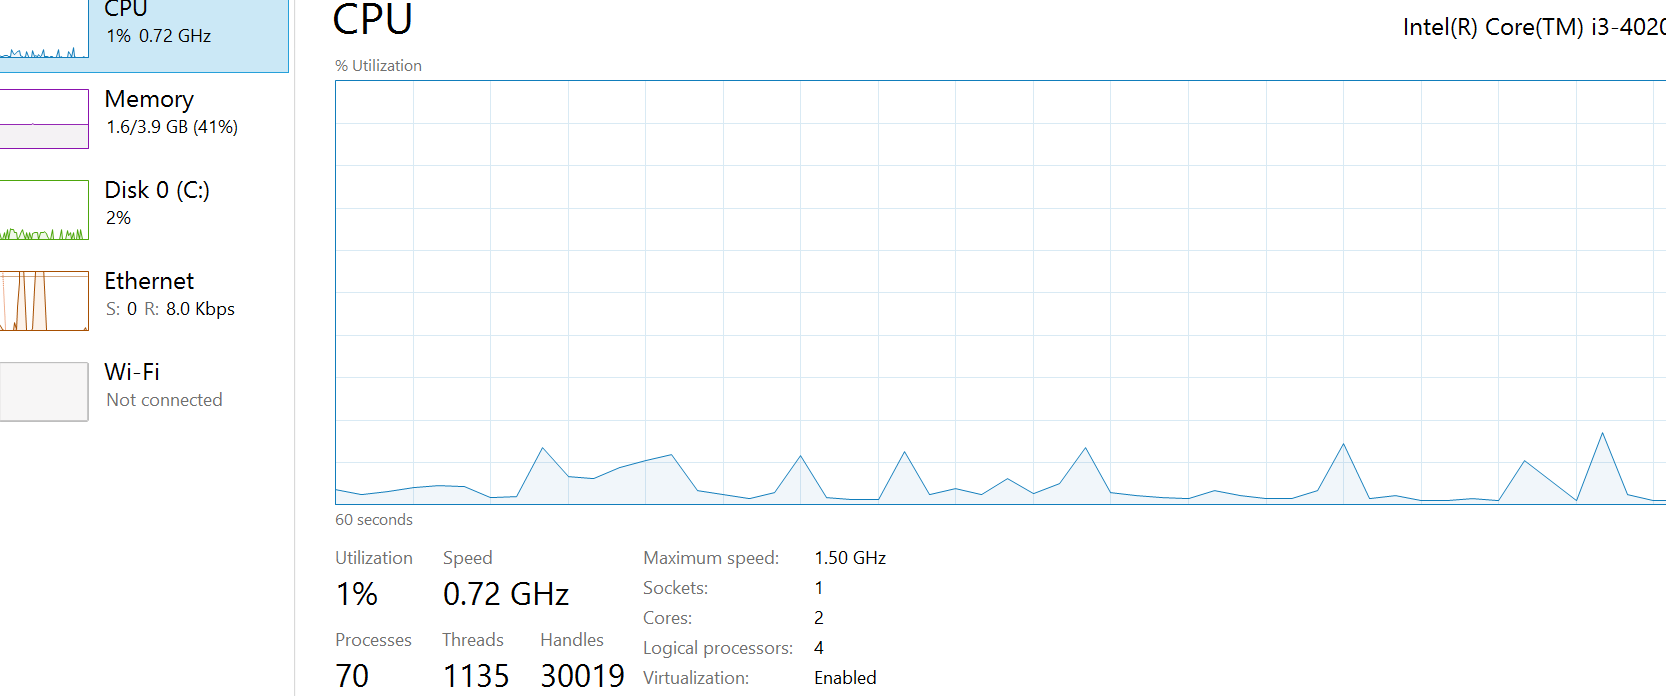 CPU
1% 0.72 GHz
Memory
1.6/3.9 GB (41%)
Disk 0 (C:)
2%
Ethernet
S: 0 R: 8.0 Kbps
Wi-Fi
Not connected
CPU
Intel(R) Core(TM) i3-4020
% Utilization
60 seconds
Utilization Speed
1% 0.72 GHz
Processes Threads Handles
70 1135 30019
Maximum speed: 1.50 GHz
Sockets: 1
Cores: 2
Logical processors: 4
Virtualization: Enabled